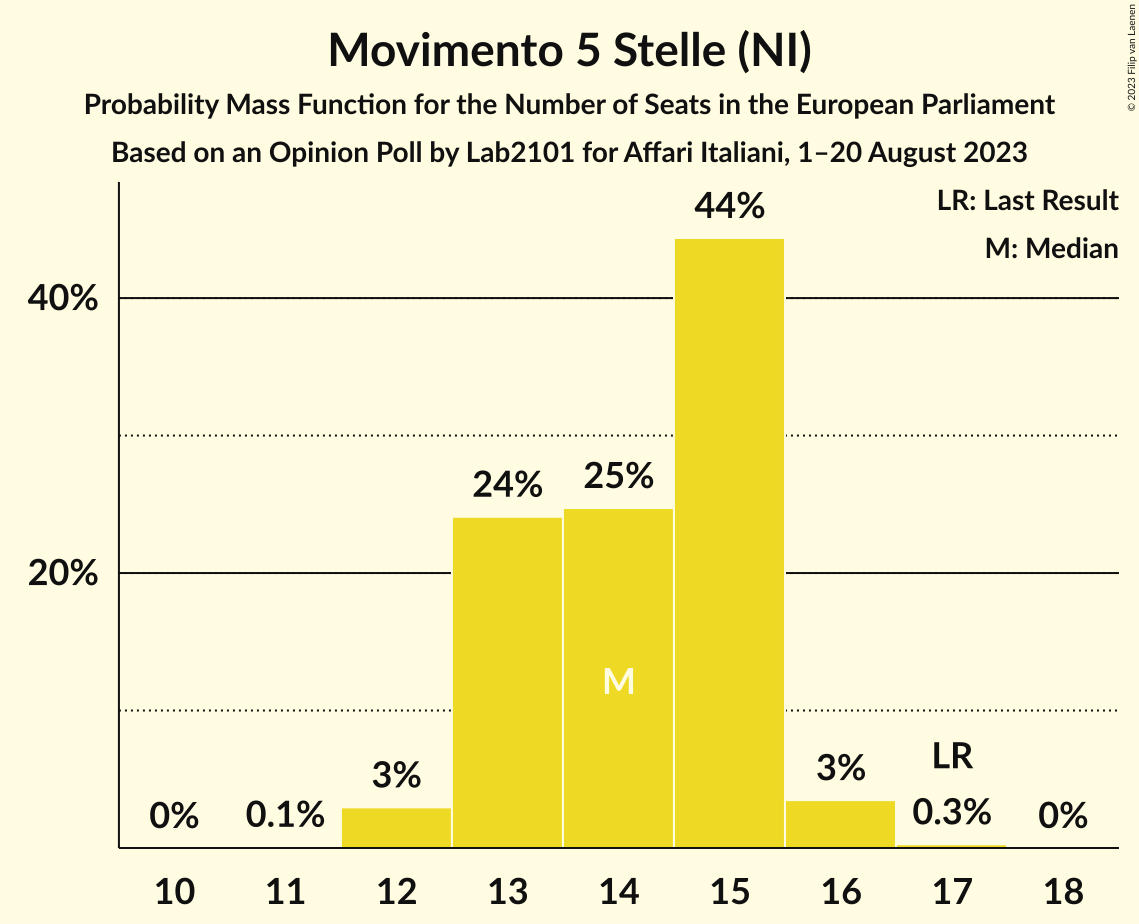 Movimento 5 Stelle (NI)
Probability Mass Function for the Number of Seats in the European Parliament
Based on an Opinion Poll by Lab2101 for Affari Italiani, 1–20 August 2023
© 2023 Filip van Laenen
LR: Last Result
M: Median
40%
20%
0%
0.1%
3%
24%
25%
44%
3%
0.3%
0%
M
LR
10 11 12 13 14 15 16 17 18